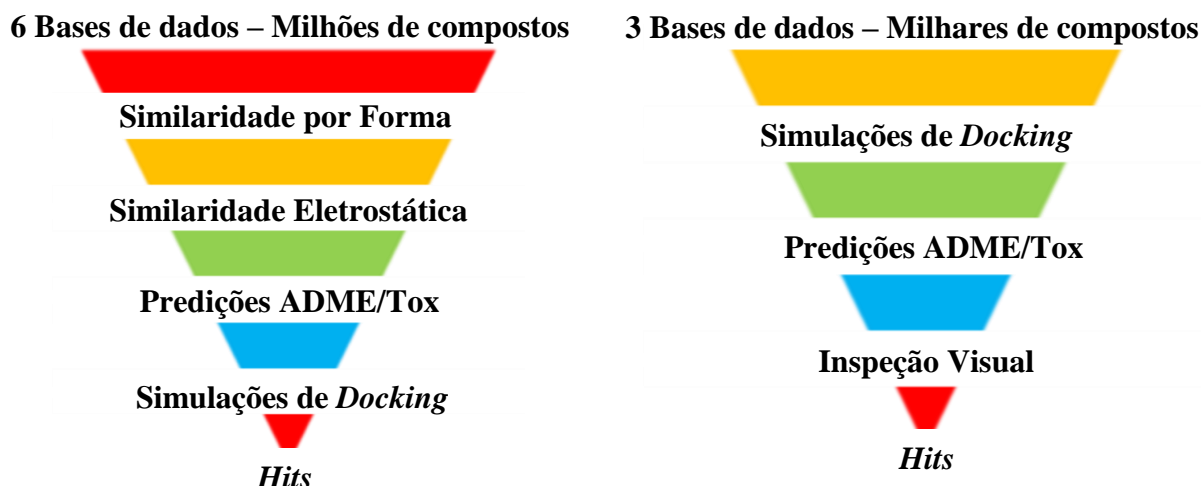 6 Bases de dados – Milhões de compostos
Similaridade por Forma
Similaridade Eletrostática
Predições ADME/Tox
Simulações de Docking
Hits
3 Bases de dados – Milhares de compostos
Simulações de Docking
Predições ADME/Tox
Inspeção Visual
Hits